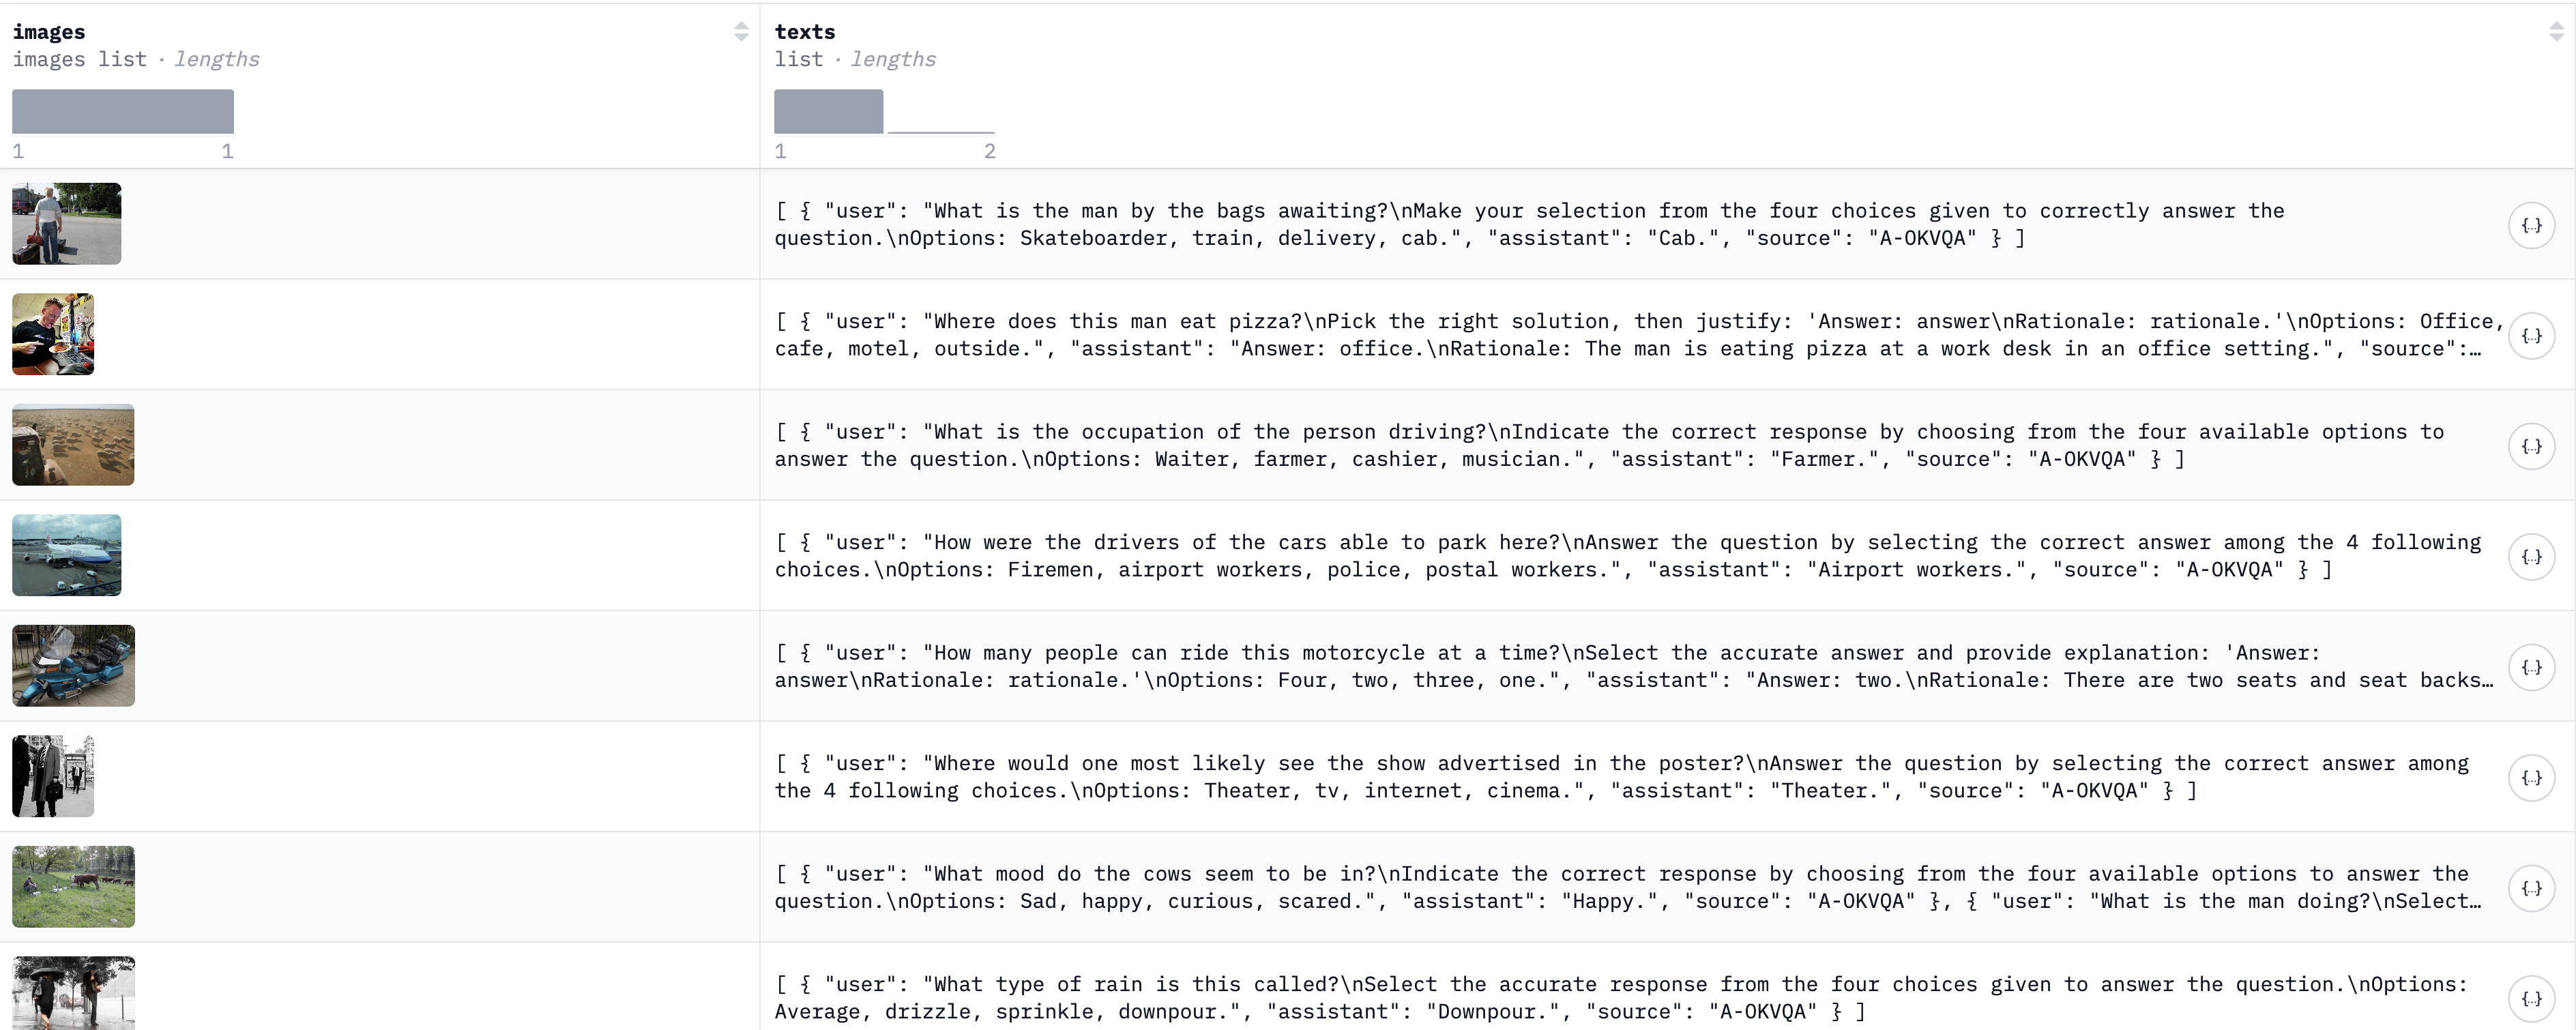 images
images list · lengths
1 1
texts
list · lengths
1 2
[ { "user": "What is the man by the bags awaiting?\nMake your selection from the four choices given to correctly answer the
question.\nOptions: Skateboarder, train, delivery, cab.", "assistant": "Cab.", "source": "A-OKVQA" } ]
{…}
[ { "user": "Where does this man eat pizza?\nPick the right solution, then justify: 'Answer: answer\nRationale: rationale.'\nOptions: Office,
cafe, motel, outside.", "assistant": "Answer: office.\nRationale: The man is eating pizza at a work desk in an office setting.", "source":…
{…}
[ { "user": "What is the occupation of the person driving?\nIndicate the correct response by choosing from the four available options to
answer the question.\nOptions: Waiter, farmer, cashier, musician.", "assistant": "Farmer.", "source": "A-OKVQA" } ]
{…}
[ { "user": "How were the drivers of the cars able to park here?\nAnswer the question by selecting the correct answer among the 4 following
choices.\nOptions: Firemen, airport workers, police, postal workers.", "assistant": "Airport workers.", "source": "A-OKVQA" } ]
{…}
[ { "user": "How many people can ride this motorcycle at a time?\nSelect the accurate answer and provide explanation: 'Answer:
answer\nRationale: rationale.'\nOptions: Four, two, three, one.", "assistant": "Answer: two.\nRationale: There are two seats and seat backs…
{…}
[ { "user": "Where would one most likely see the show advertised in the poster?\nAnswer the question by selecting the correct answer among
the 4 following choices.\nOptions: Theater, tv, internet, cinema.", "assistant": "Theater.", "source": "A-OKVQA" } ]
{…}
[ { "user": "What mood do the cows seem to be in?\nIndicate the correct response by choosing from the four available options to answer the
question.\nOptions: Sad, happy, curious, scared.", "assistant": "Happy.", "source": "A-OKVQA" }, { "user": "What is the man doing?\nSelect…
{…}
[ { "user": "What type of rain is this called?\nSelect the accurate response from the four choices given to answer the question.\nOptions:
Average, drizzle, sprinkle, downpour.", "assistant": "Downpour.", "source": "A-OKVQA" } ]
{…}